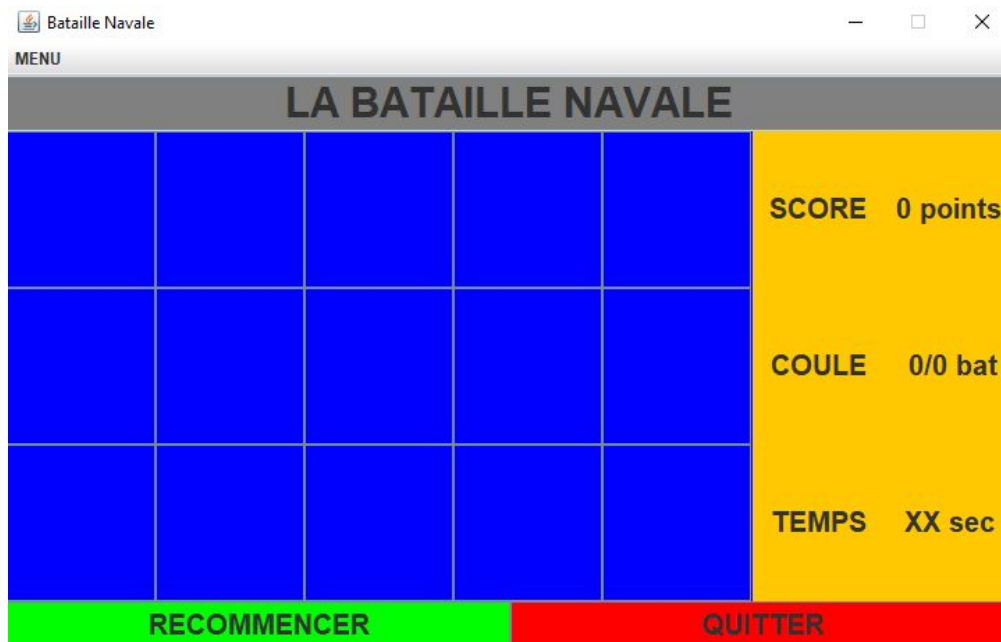 Bataille Navale
MENU
LA BATAILLE NAVALE
SCORE 0 points
COULE 0/0 bat
TEMPS XX sec
RECOMMENCER QUITTER